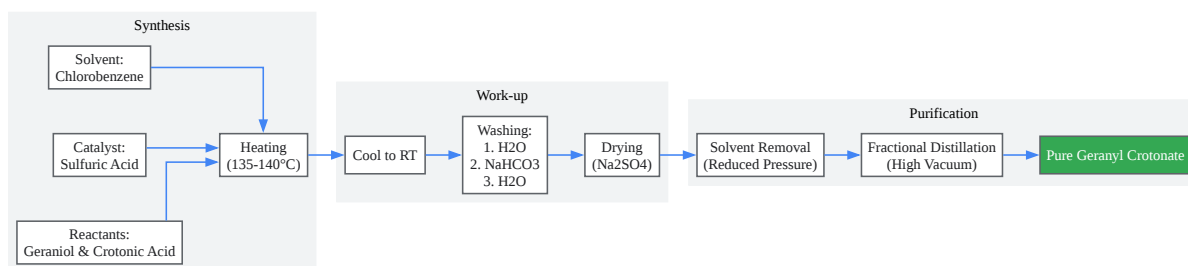 Synthesis
Solvent:
Chlorobenzene
Catalyst:
Sulfuric Acid
Reactants:
Geraniol & Crotonic Acid
Heating
(135-140°C)
Work-up
Cool to RT
Washing:
1. H2O
2. NaHCO3
3. H2O
Drying
(Na2SO4)
Purification
Solvent Removal
(Reduced Pressure)
Fractional Distillation
(High Vacuum)
Pure Geranyl Crotonate